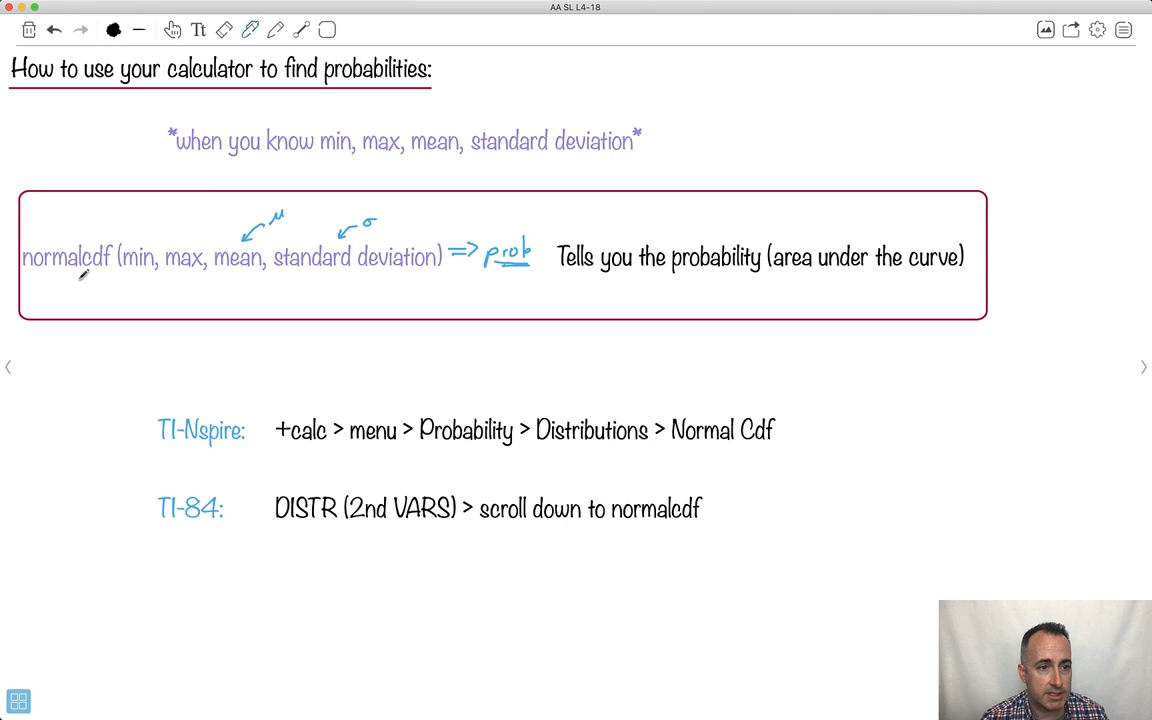 AA SL L4-18
Tt
How to use your calculator to find probabilities:
*when you know min, max, mean, standard deviation*
μ σ
normalcdf (min, max, mean, standard deviation) => prob Tells you the probability (area under the curve)
TI-Nspire: +calc > menu > Probability > Distributions > Normal Cdf
TI-84: DISTR (2nd VARS) > scroll down to normalcdf